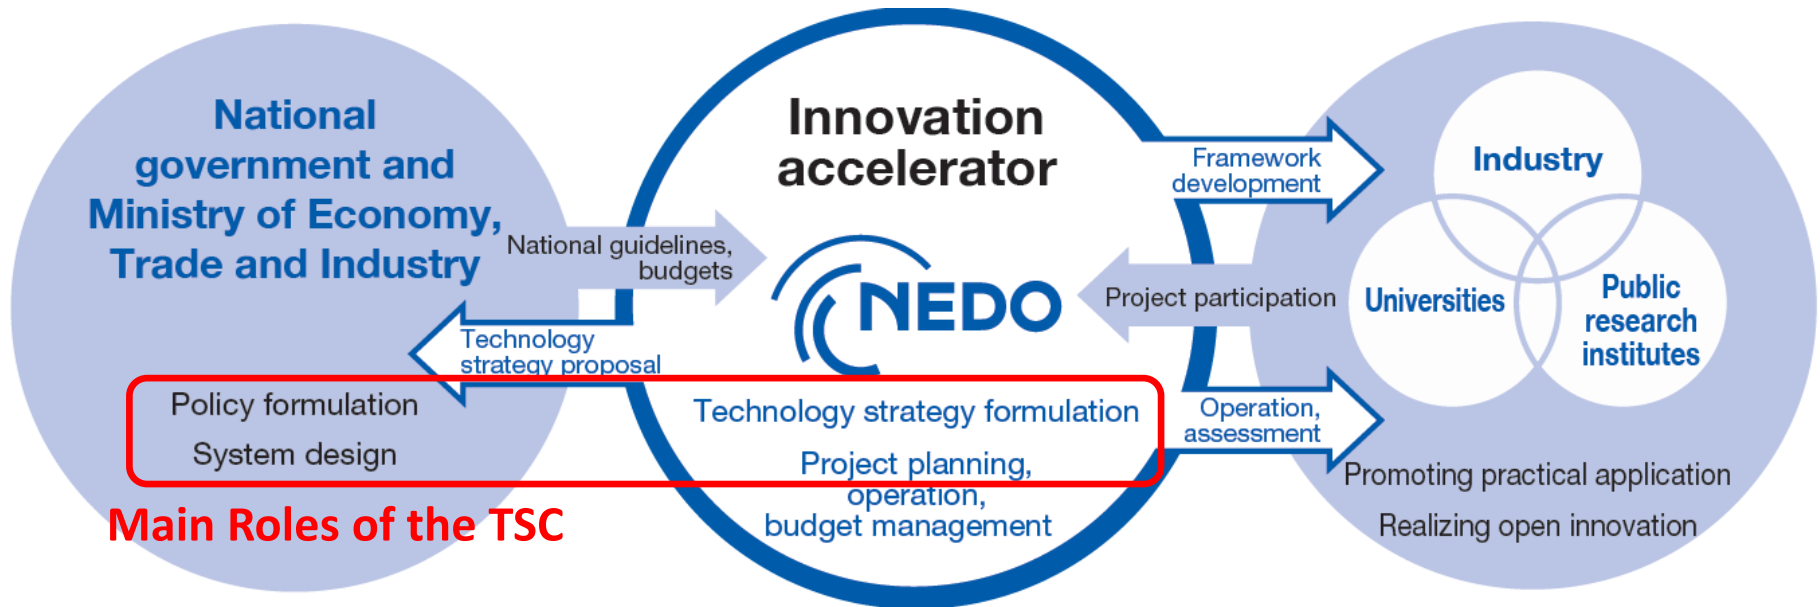 National
government and
Ministry of Economy,
Trade and Industry
National guidelines,
budgets
Technology
strategy proposal
Policy formulation
System design
Main Roles of the TSC
Innovation
accelerator
NEDO
Technology strategy formulation
Project planning,
operation,
budget management
Framework
development
Project participation
Operation,
assessment
Industry
Universities
Public
research
institutes
Promoting practical application
Realizing open innovation